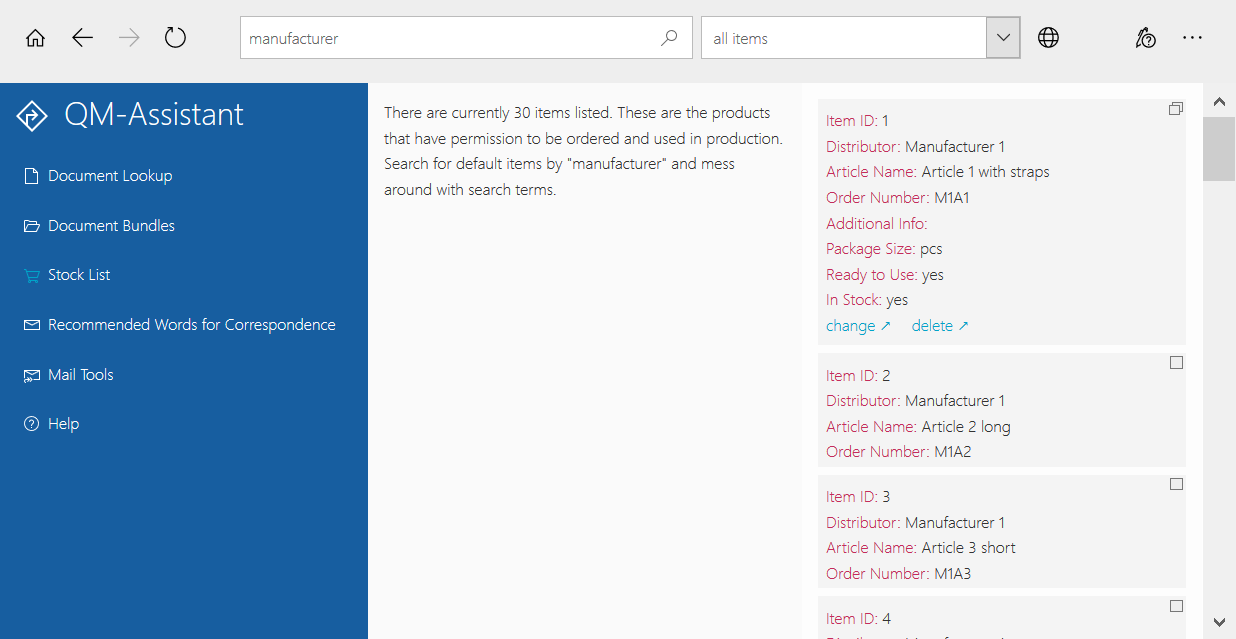 manufacturer
all items
QM-Assistant
Document Lookup
Document Bundles
Stock List
Recommended Words for Correspondence
Mail Tools
Help
There are currently 30 items listed. These are the products
that have permission to be ordered and used in production.
Search for default items by "manufacturer" and mess
around with search terms.
Item ID: 1
Distributor: Manufacturer 1
Article Name: Article 1 with straps
Order Number: M1A1
Additional Info:
Package Size: pcs
Ready to Use: yes
In Stock: yes
change ↗ delete ↗
Item ID: 2
Distributor: Manufacturer 1
Article Name: Article 2 long
Order Number: M1A2
Item ID: 3
Distributor: Manufacturer 1
Article Name: Article 3 short
Order Number: M1A3
Item ID: 4